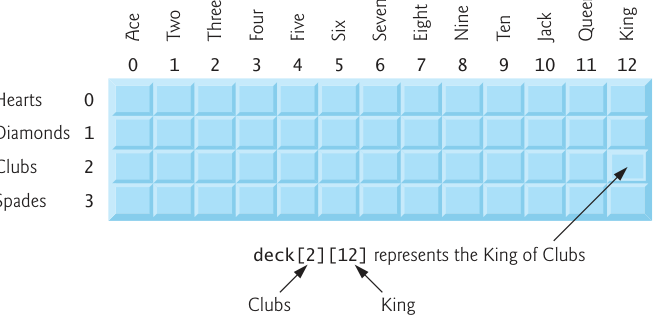 Ace Two Three Four Five Six Seven Eight Nine Ten Jack Queen King
0 1 2 3 4 5 6 7 8 9 10 11 12
Hearts 0
Diamonds 1
Clubs 2
Spades 3
deck[2][12] represents the King of Clubs
Clubs King